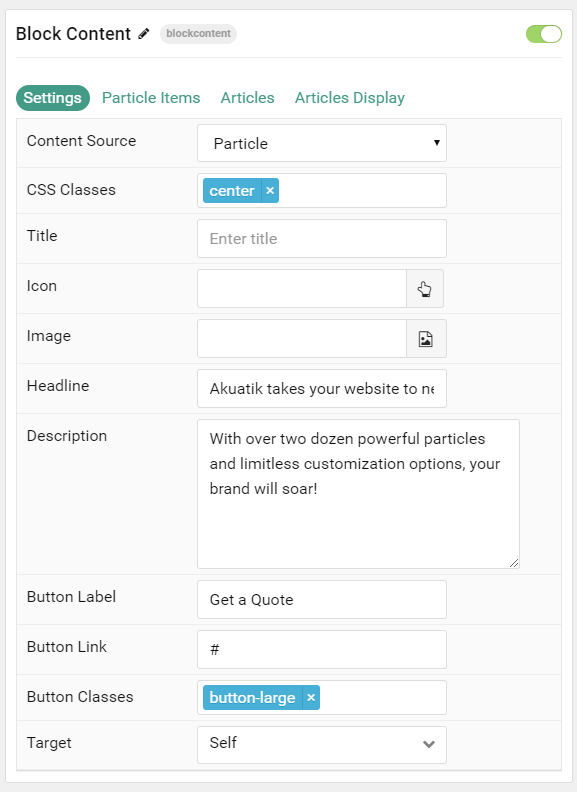 Block Content blockcontent
Settings Particle Items Articles Articles Display
Content Source Particle
CSS Classes center ×
Title Enter title
Icon
Image
Headline Akuatik takes your website to ne
Description With over two dozen powerful particles
and limitless customization options, your
brand will soar!
Button Label Get a Quote
Button Link #
Button Classes button-large ×
Target Self